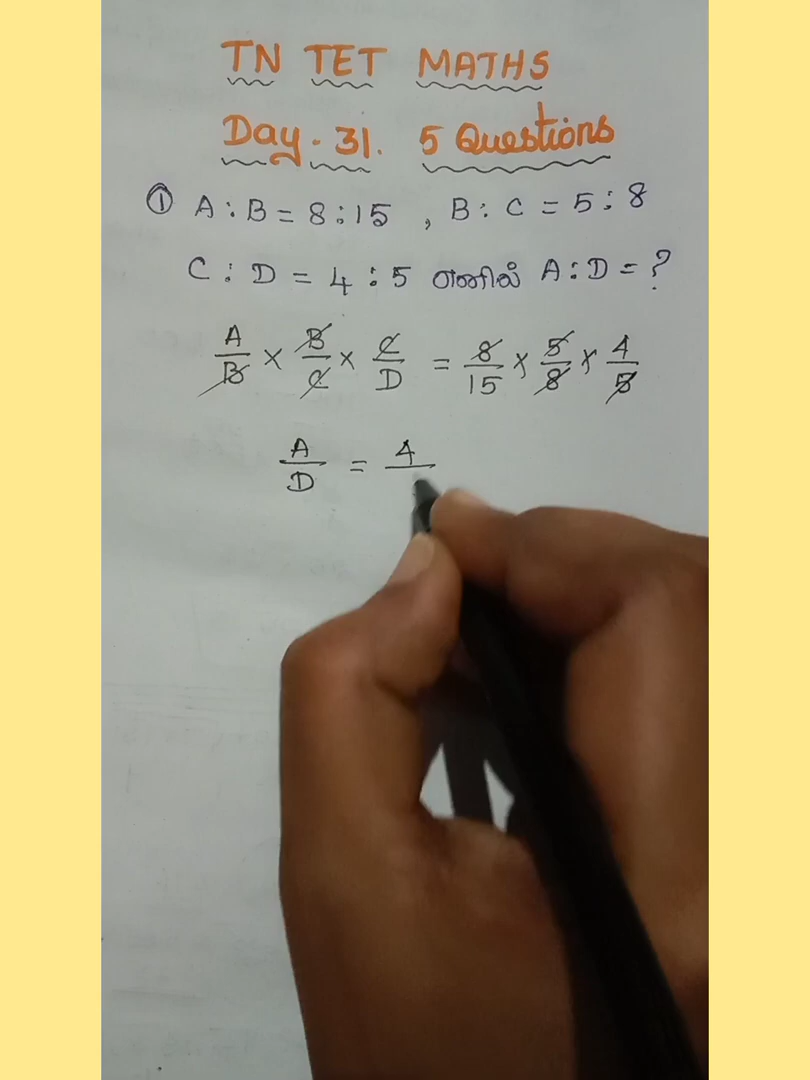 TN TET MATHS
Day - 31. 5 Questions
① A : B = 8 : 15 , B : C = 5 : 8
C : D = 4 : 5 எனில் A : D = ?
A/B × B/C × C/D = 8/15 × 5/8 × 4/5
A/D = 4/